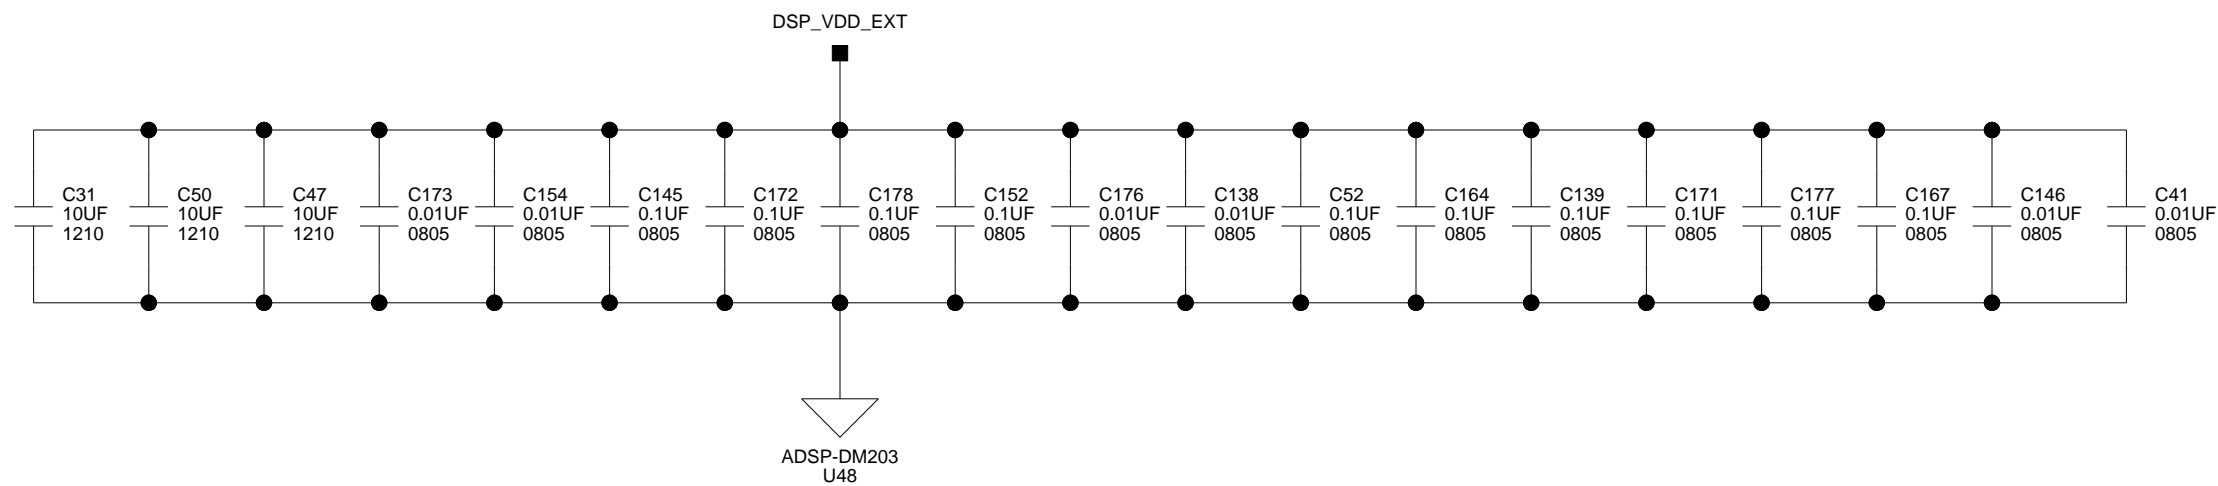 DSP_VDD_EXT
C31
10UF
1210
C50
10UF
1210
C47
10UF
1210
C173
0.01UF
0805
C154
0.01UF
0805
C145
0.1UF
0805
C172
0.1UF
0805
C178
0.1UF
0805
C152
0.1UF
0805
C176
0.01UF
0805
C138
0.01UF
0805
C52
0.1UF
0805
C164
0.1UF
0805
C139
0.1UF
0805
C171
0.1UF
0805
C177
0.1UF
0805
C167
0.1UF
0805
C146
0.01UF
0805
C41
0.01UF
0805
ADSP-DM203
U48